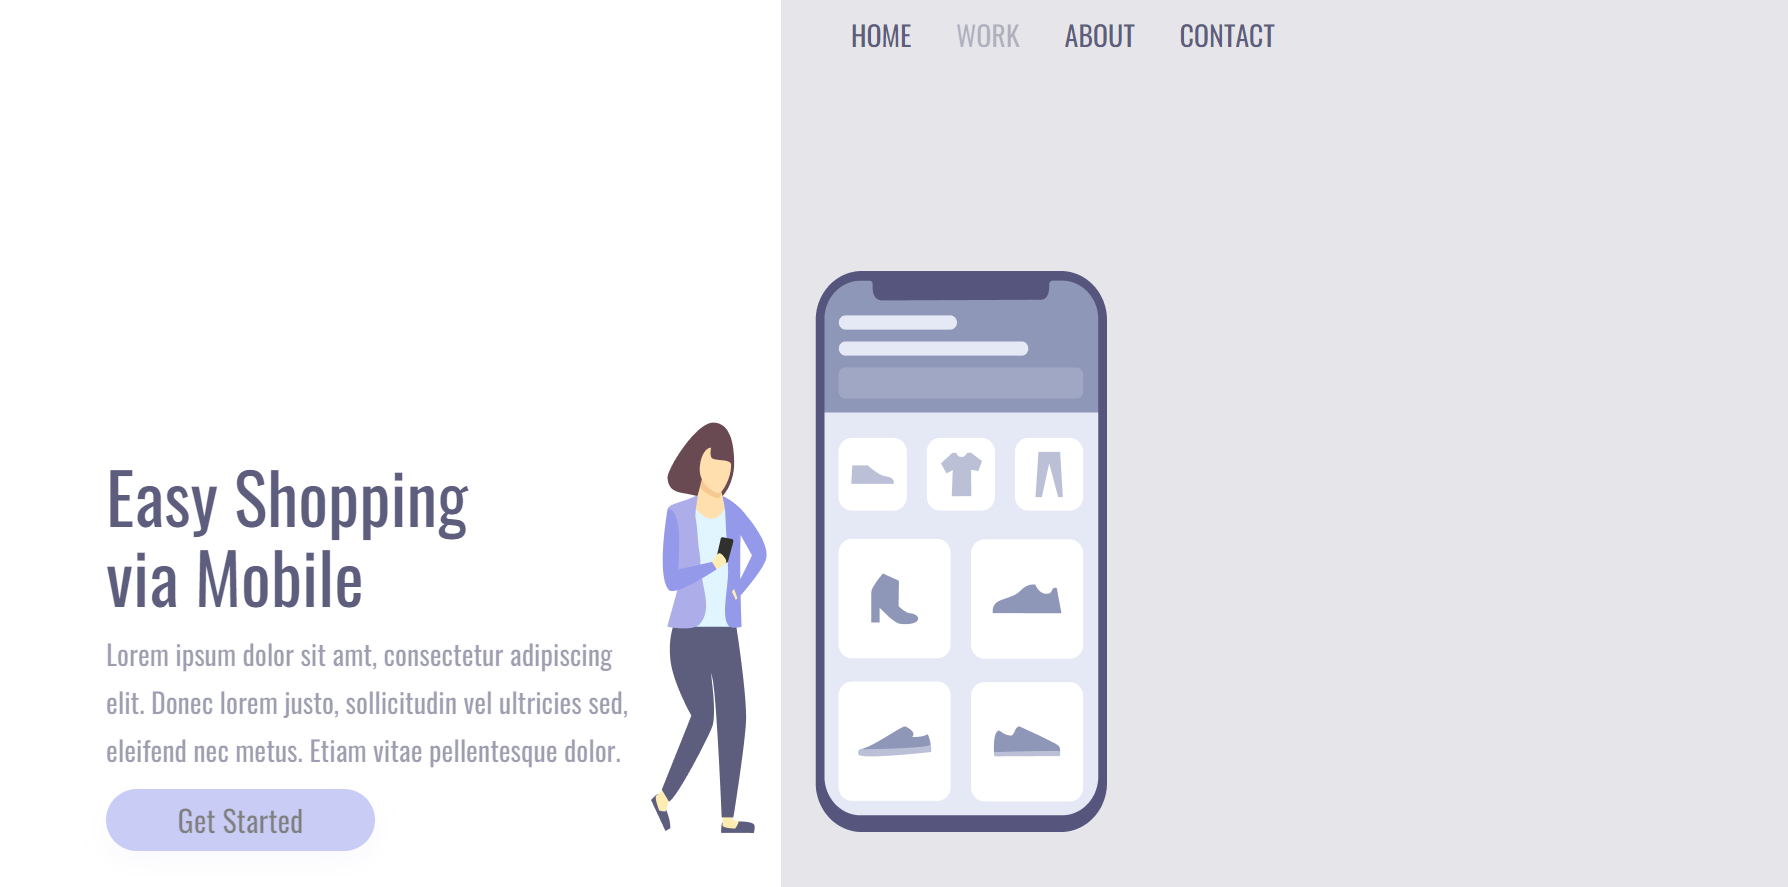 HOME WORK ABOUT CONTACT
Easy Shopping
via Mobile
Lorem ipsum dolor sit amt, consectetur adipiscing
elit. Donec lorem justo, sollicitudin vel ultricies sed,
eleifend nec metus. Etiam vitae pellentesque dolor.
Get Started